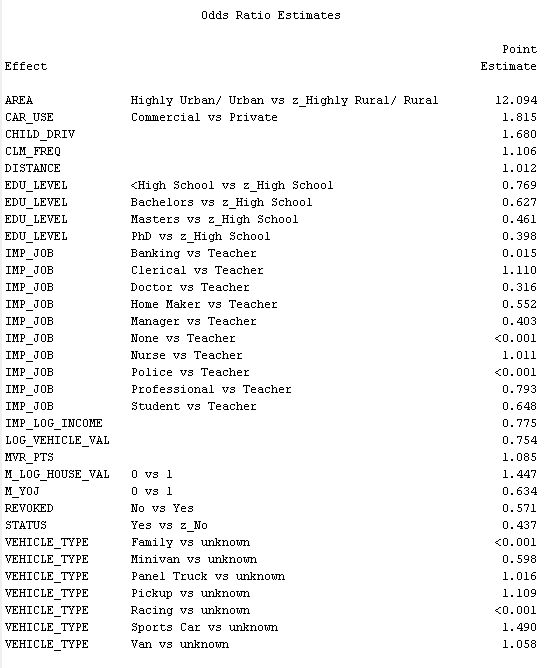 Odds Ratio Estimates
Point
Effect Estimate
AREA Highly Urban/ Urban vs z_Highly Rural/ Rural 12.094
CAR_USE Commercial vs Private 1.815
CHILD_DRIV 1.680
CLM_FREQ 1.106
DISTANCE 1.012
EDU_LEVEL <High School vs z_High School 0.769
EDU_LEVEL Bachelors vs z_High School 0.627
EDU_LEVEL Masters vs z_High School 0.461
EDU_LEVEL PhD vs z_High School 0.398
IMP_JOB Banking vs Teacher 0.015
IMP_JOB Clerical vs Teacher 1.110
IMP_JOB Doctor vs Teacher 0.316
IMP_JOB Home Maker vs Teacher 0.552
IMP_JOB Manager vs Teacher 0.403
IMP_JOB None vs Teacher <0.001
IMP_JOB Nurse vs Teacher 1.011
IMP_JOB Police vs Teacher <0.001
IMP_JOB Professional vs Teacher 0.793
IMP_JOB Student vs Teacher 0.648
IMP_LOG_INCOME 0.775
LOG_VEHICLE_VAL 0.754
MVR_PTS 1.085
M_LOG_HOUSE_VAL 0 vs 1 1.447
M_YOJ 0 vs 1 0.634
REVOKED No vs Yes 0.571
STATUS Yes vs z_No 0.437
VEHICLE_TYPE Family vs unknown <0.001
VEHICLE_TYPE Minivan vs unknown 0.598
VEHICLE_TYPE Panel Truck vs unknown 1.016
VEHICLE_TYPE Pickup vs unknown 1.109
VEHICLE_TYPE Racing vs unknown <0.001
VEHICLE_TYPE Sports Car vs unknown 1.490
VEHICLE_TYPE Van vs unknown 1.058